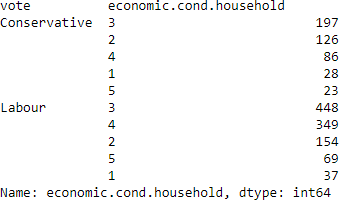 vote economic.cond.household
Conservative 3 197
2 126
4 86
1 28
5 23
Labour 3 448
4 349
2 154
5 69
1 37
Name: economic.cond.household, dtype: int64